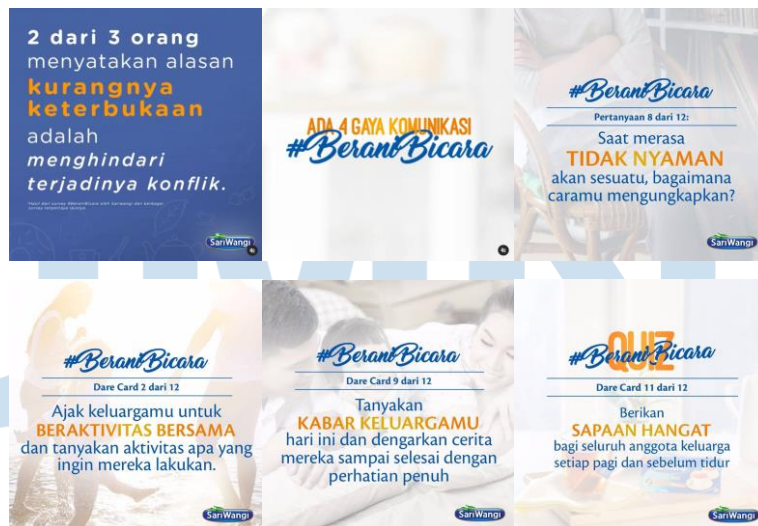 2 dari 3 orang
menyatakan alasan
kurangnya
keterbukaan
adalah
menghindari
terjadinya konflik.
SariWangi
ADA 4 GAYA KOMUNIKASI
#BeraniBicara
#BeraniBicara
Pertanyaan 8 dari 12:
Saat merasa
TIDAK NYAMAN
akan sesuatu, bagaimana
caramu mengungkapkan?
SariWangi
#BeraniBicara
Dare Card 2 dari 12
Ajak keluargamu untuk
BERAKTIVITAS BERSAMA
dan tanyakan aktivitas apa yang
ingin mereka lakukan.
SariWangi
#BeraniBicara
Dare Card 9 dari 12
Tanyakan
KABAR KELUARGAMU
hari ini dan dengarkan cerita
mereka sampai selesai dengan
perhatian penuh
SariWangi
QUIZ
#BeraniBicara
Dare Card 11 dari 12
Berikan
SAPAAN HANGAT
bagi seluruh anggota keluarga
setiap pagi dan sebelum tidur
SariWangi